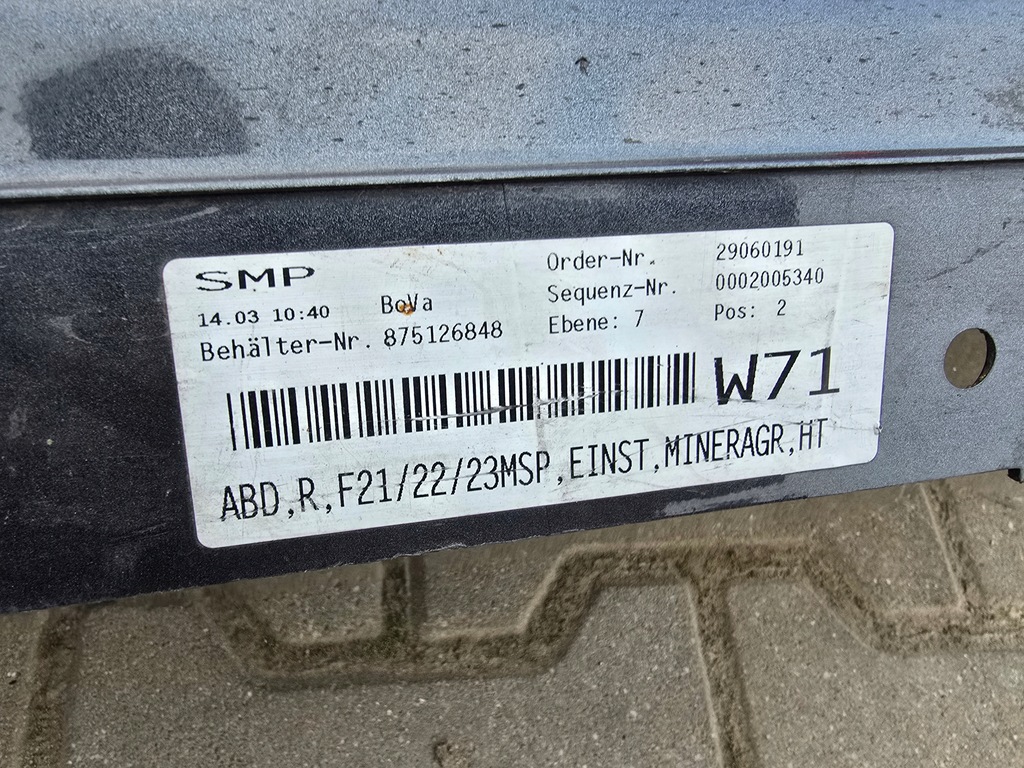 SMP
14.03 10:40 BoVa
Behälter-Nr. 875126848
Order-Nr. 29060191
Sequenz-Nr. 0002005340
Ebene: 7 Pos: 2
W71
ABD,R,F21/22/23MSP,EINST,MINERAGR,HT